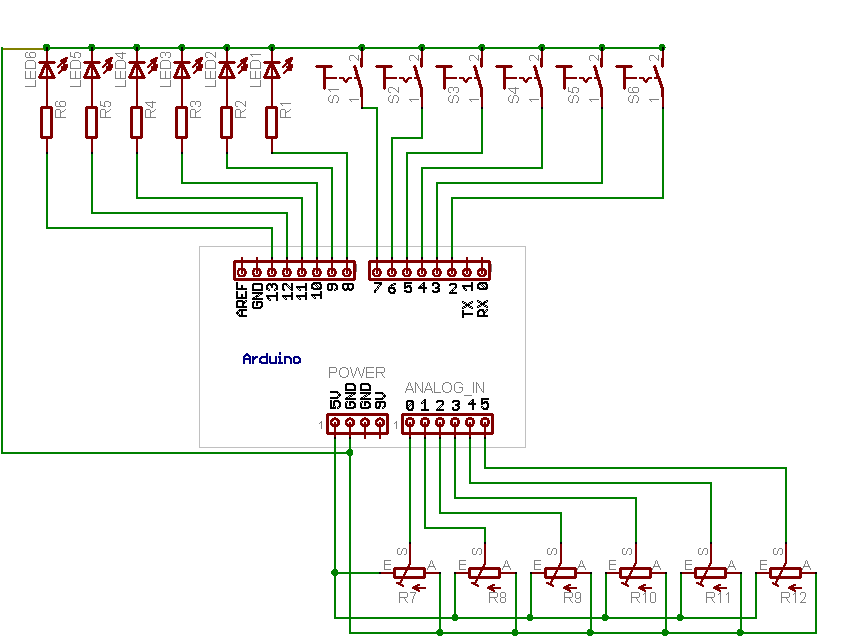 LED6 LED5 LED4 LED3 LED2 LED1
S1 S2 S3 S4 S5 S6
2 2 2 2 2 2
1 1 1 1 1 1
R6 R5 R4 R3 R2 R1
AREF GND 13 12 11 10 9 8
7 6 5 4 3 2 TX 1 RX 0
Arduino
POWER
5V GND GND 9V
1
ANALOG_IN
0 1 2 3 4 5
1
S S S S S S
E A E A E A E A E A E A
R7 R8 R9 R10 R11 R12